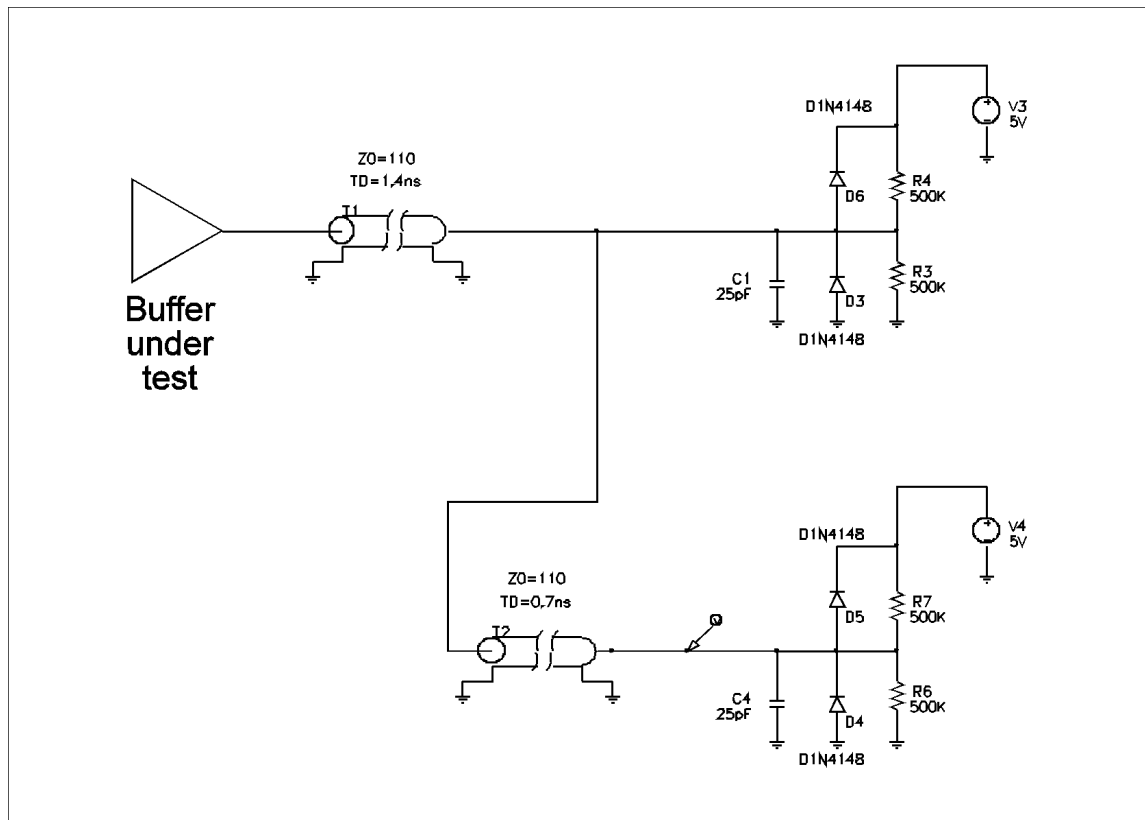 D1N4148
V3
5V
Z0=110
TD=1,4ns
T1
R4
500K
D6
C1
25pF
R3
500K
D3
D1N4148
Buffer
under
test
D1N4148
V4
5V
Z0=110
TD=0,7ns
T2
R7
500K
D5
C4
25pF
R6
500K
D4
D1N4148